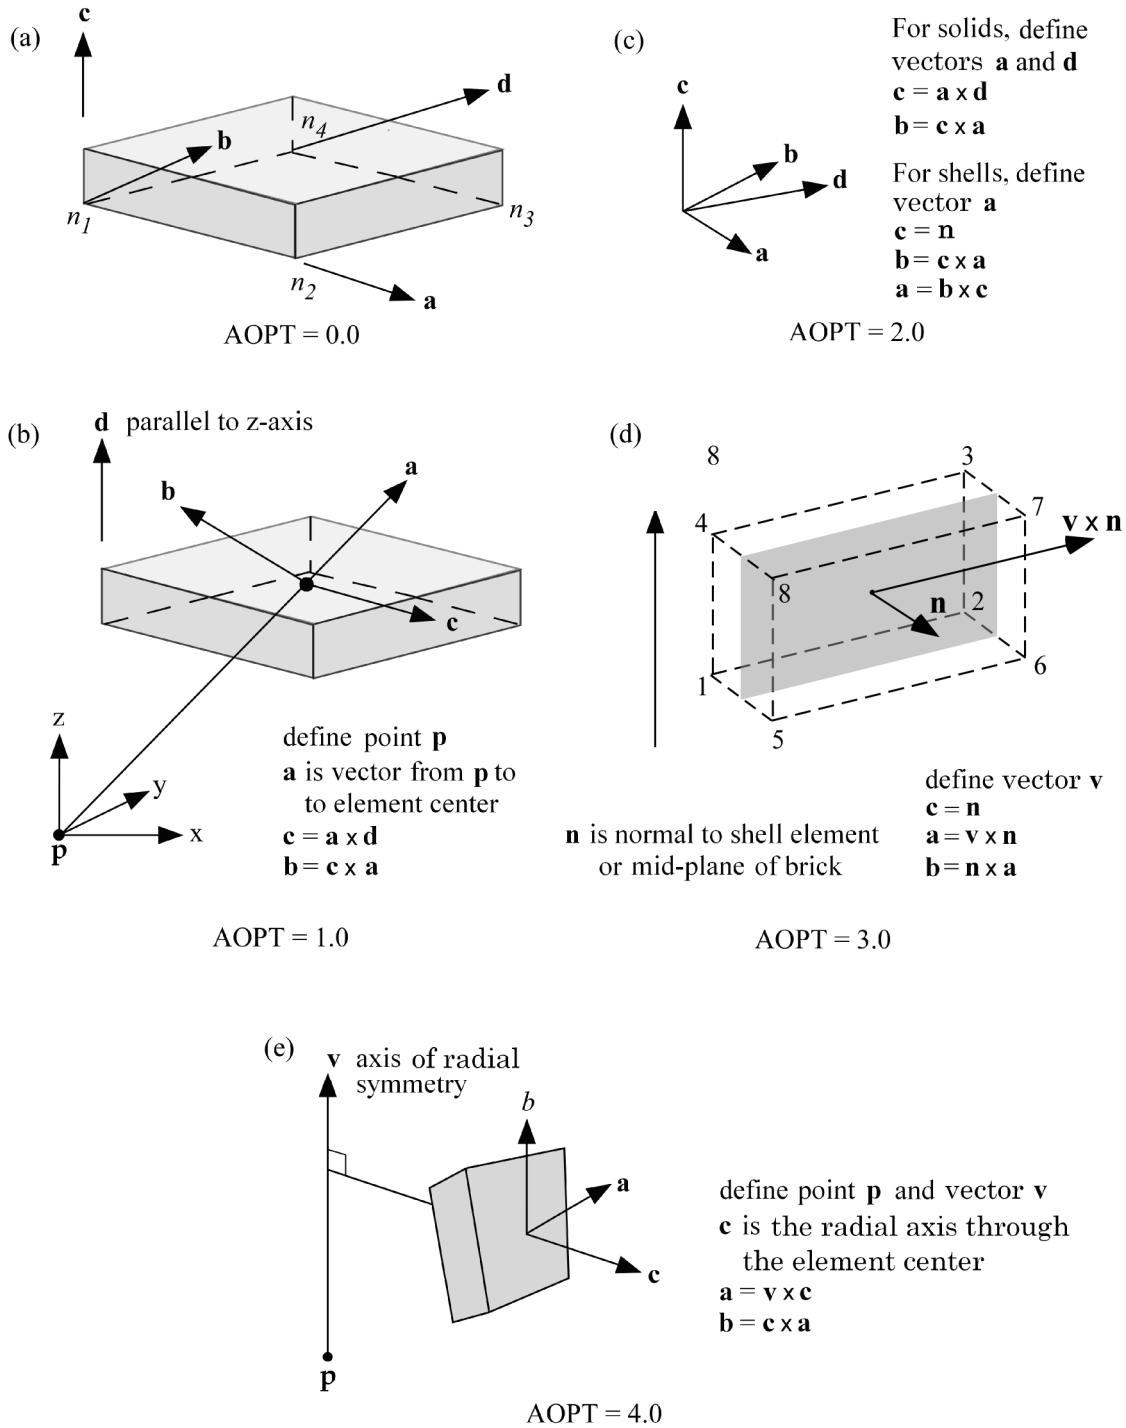 (a)
c
n4
d
b
n1
n3
n2
a
AOPT = 0.0
(c)
c
b
d
a
For solids, define
vectors a and d
c = a x d
b = c x a
For shells, define
vector a
c = n
b = c x a
a = b x c
AOPT = 2.0
(b)
d parallel to z-axis
b
a
c
z
y
x
p
define point p
a is vector from p to
to element center
c = a x d
b = c x a
AOPT = 1.0
(d)
8
3
4
7
v x n
8
n
2
1
6
5
define vector v
c = n
n is normal to shell element
a = v x n
or mid-plane of brick
b = n x a
AOPT = 3.0
(e)
v axis of radial
symmetry
b
a
c
p
define point p and vector v
c is the radial axis through
the element center
a = v x c
b = c x a
AOPT = 4.0